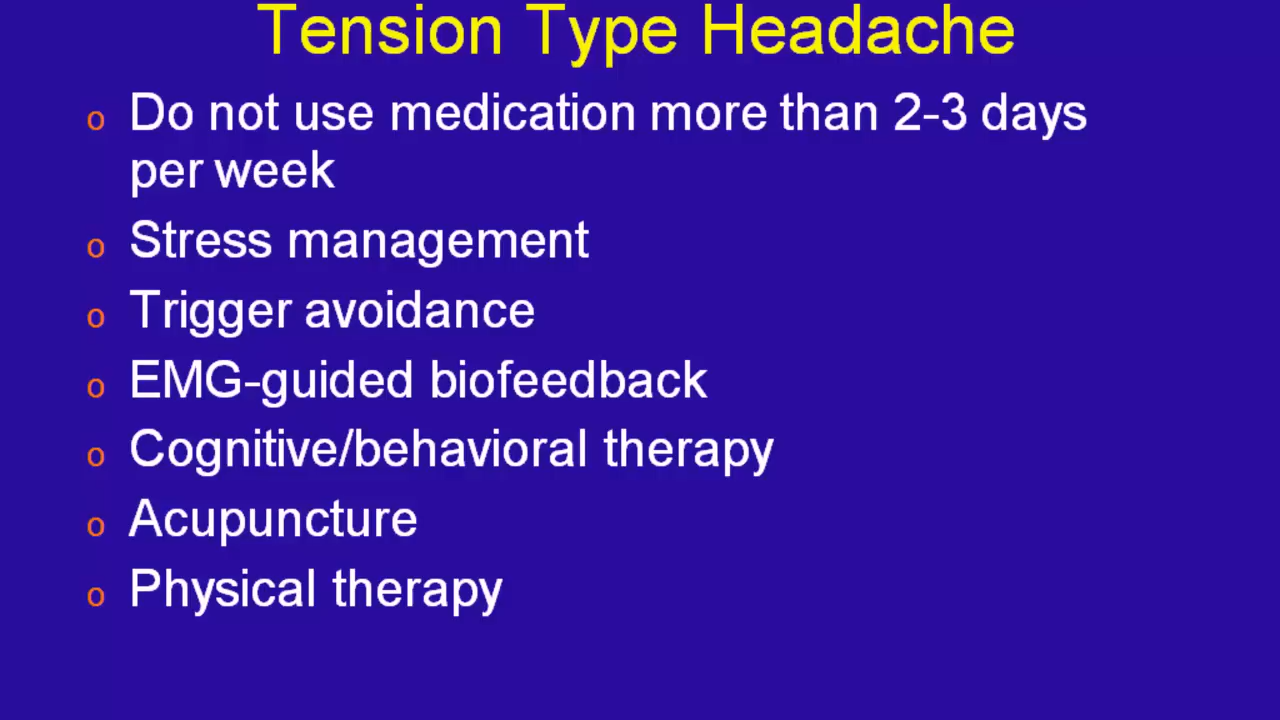 Tension Type Headache
o Do not use medication more than 2-3 days
per week
o Stress management
o Trigger avoidance
o EMG-guided biofeedback
o Cognitive/behavioral therapy
o Acupuncture
o Physical therapy